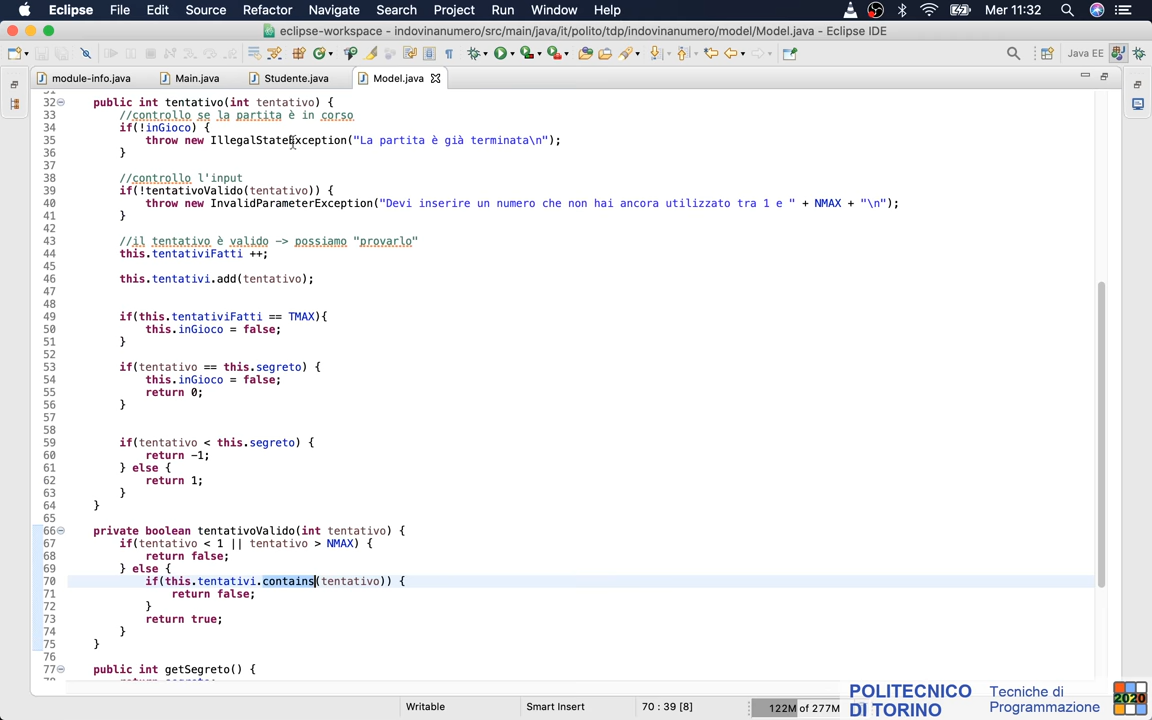 Eclipse File Edit Source Refactor Navigate Search Project Run Window Help Mer 11:32
eclipse-workspace - indovinanumero/src/main/java/it/polito/tdp/indovinanumero/model/Model.java - Eclipse IDE
Java EE
module-info.java Main.java Studente.java Model.java
32 public int tentativo(int tentativo) {
33 //controllo se la partita è in corso
34 if(!inGioco) {
35 throw new IllegalStateException("La partita è già terminata\n");
36 }
37
38 //controllo l'input
39 if(!tentativoValido(tentativo)) {
40 throw new InvalidParameterException("Devi inserire un numero che non hai ancora utilizzato tra 1 e " + NMAX + "\n");
41 }
42
43 //il tentativo è valido -> possiamo "provarlo"
44 this.tentativiFatti ++;
45
46 this.tentativi.add(tentativo);
47
48
49 if(this.tentativiFatti == TMAX){
50 this.inGioco = false;
51 }
52
53 if(tentativo == this.segreto) {
54 this.inGioco = false;
55 return 0;
56 }
57
58
59 if(tentativo < this.segreto) {
60 return -1;
61 } else {
62 return 1;
63 }
64 }
65
66 private boolean tentativoValido(int tentativo) {
67 if(tentativo < 1 || tentativo > NMAX) {
68 return false;
69 } else {
70 if(this.tentativi.contains(tentativo)) {
71 return false;
72 }
73 return true;
74 }
75 }
76
77 public int getSegreto() {
Writable Smart Insert 70 : 39 [8] 122M of 277M
POLITECNICO
DI TORINO
Tecniche di
Programmazione
2020